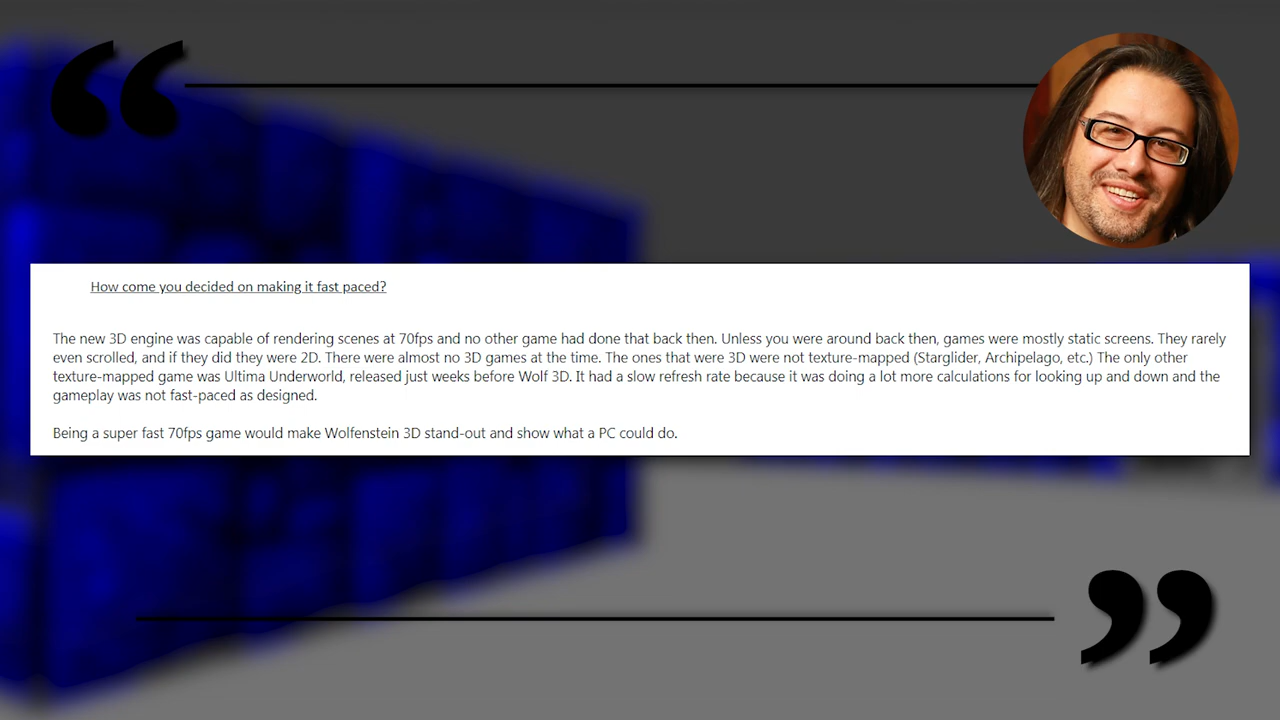 “
How come you decided on making it fast paced?
The new 3D engine was capable of rendering scenes at 70fps and no other game had done that back then. Unless you were around back then, games were mostly static screens. They rarely
even scrolled, and if they did they were 2D. There were almost no 3D games at the time. The ones that were 3D were not texture-mapped (Starglider, Archipelago, etc.) The only other
texture-mapped game was Ultima Underworld, released just weeks before Wolf 3D. It had a slow refresh rate because it was doing a lot more calculations for looking up and down and the
gameplay was not fast-paced as designed.
Being a super fast 70fps game would make Wolfenstein 3D stand-out and show what a PC could do.
”